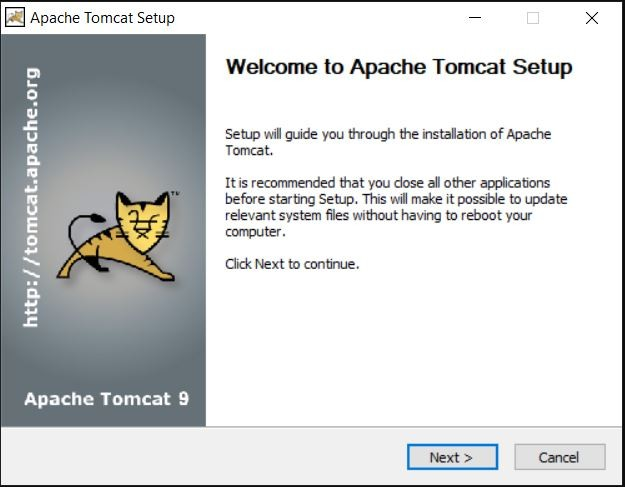 Apache Tomcat Setup
http://tomcat.apache.org
TM
Apache Tomcat 9
Welcome to Apache Tomcat Setup
Setup will guide you through the installation of Apache
Tomcat.
It is recommended that you close all other applications
before starting Setup. This will make it possible to update
relevant system files without having to reboot your
computer.
Click Next to continue.
Next >
Cancel